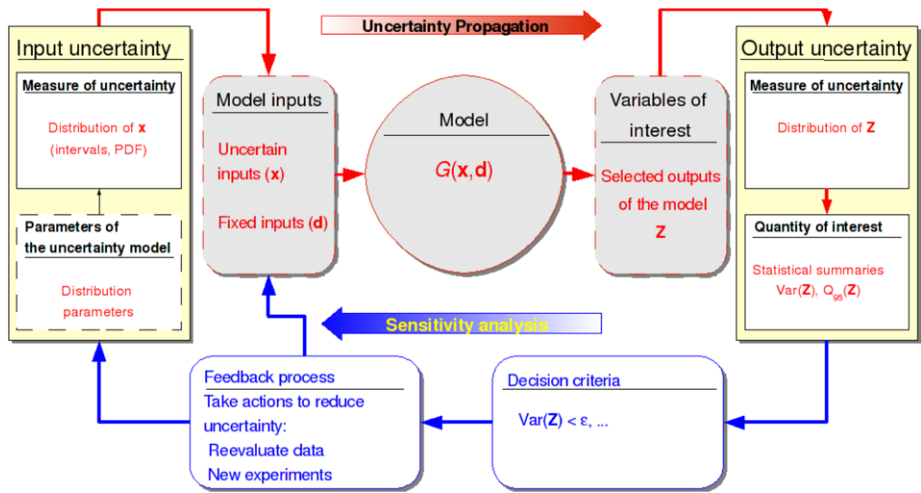 Uncertainty Propagation
Input uncertainty
Measure of uncertainty
Distribution of x
(intervals, PDF)
Parameters of
the uncertainty model
Distribution
parameters
Model inputs
Uncertain
inputs (x)
Fixed inputs (d)
Model
G(x,d)
Variables of
interest
Selected outputs
of the model
Z
Output uncertainty
Measure of uncertainty
Distribution of Z
Quantity of interest
Statistical summaries
Var(Z), Q95(Z)
Sensitivity analysis
Feedback process
Take actions to reduce
uncertainty:
Reevaluate data
New experiments
Decision criteria
Var(Z) < ε, ...